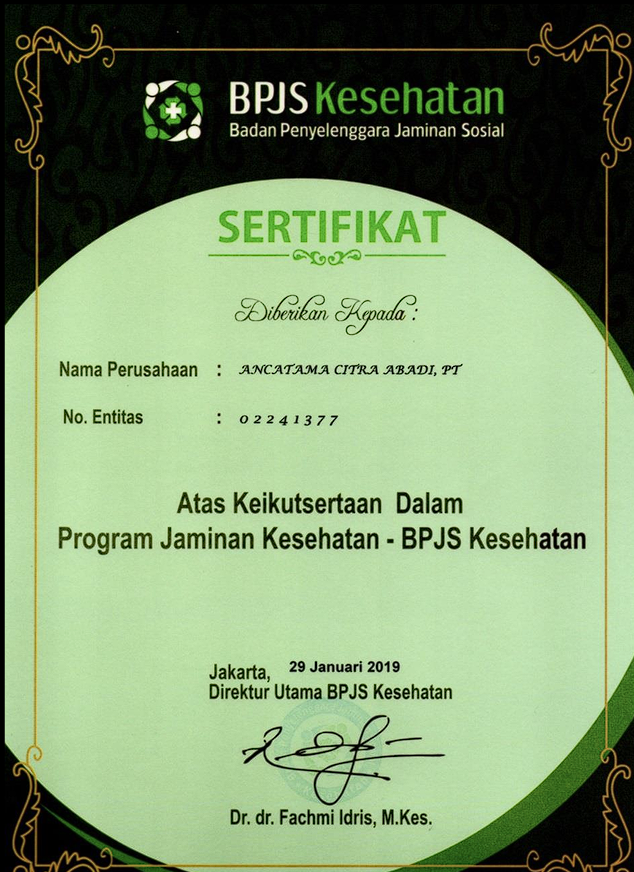 BPJS Kesehatan
Badan Penyelenggara Jaminan Sosial
SERTIFIKAT
Diberikan Kepada :
Nama Perusahaan : ANCATAMA CITRA ABADI, PT
No. Entitas : 02241377
Atas Keikutsertaan Dalam
Program Jaminan Kesehatan - BPJS Kesehatan
Jakarta, 29 Januari 2019
Direktur Utama BPJS Kesehatan
Dr. dr. Fachmi Idris, M.Kes.